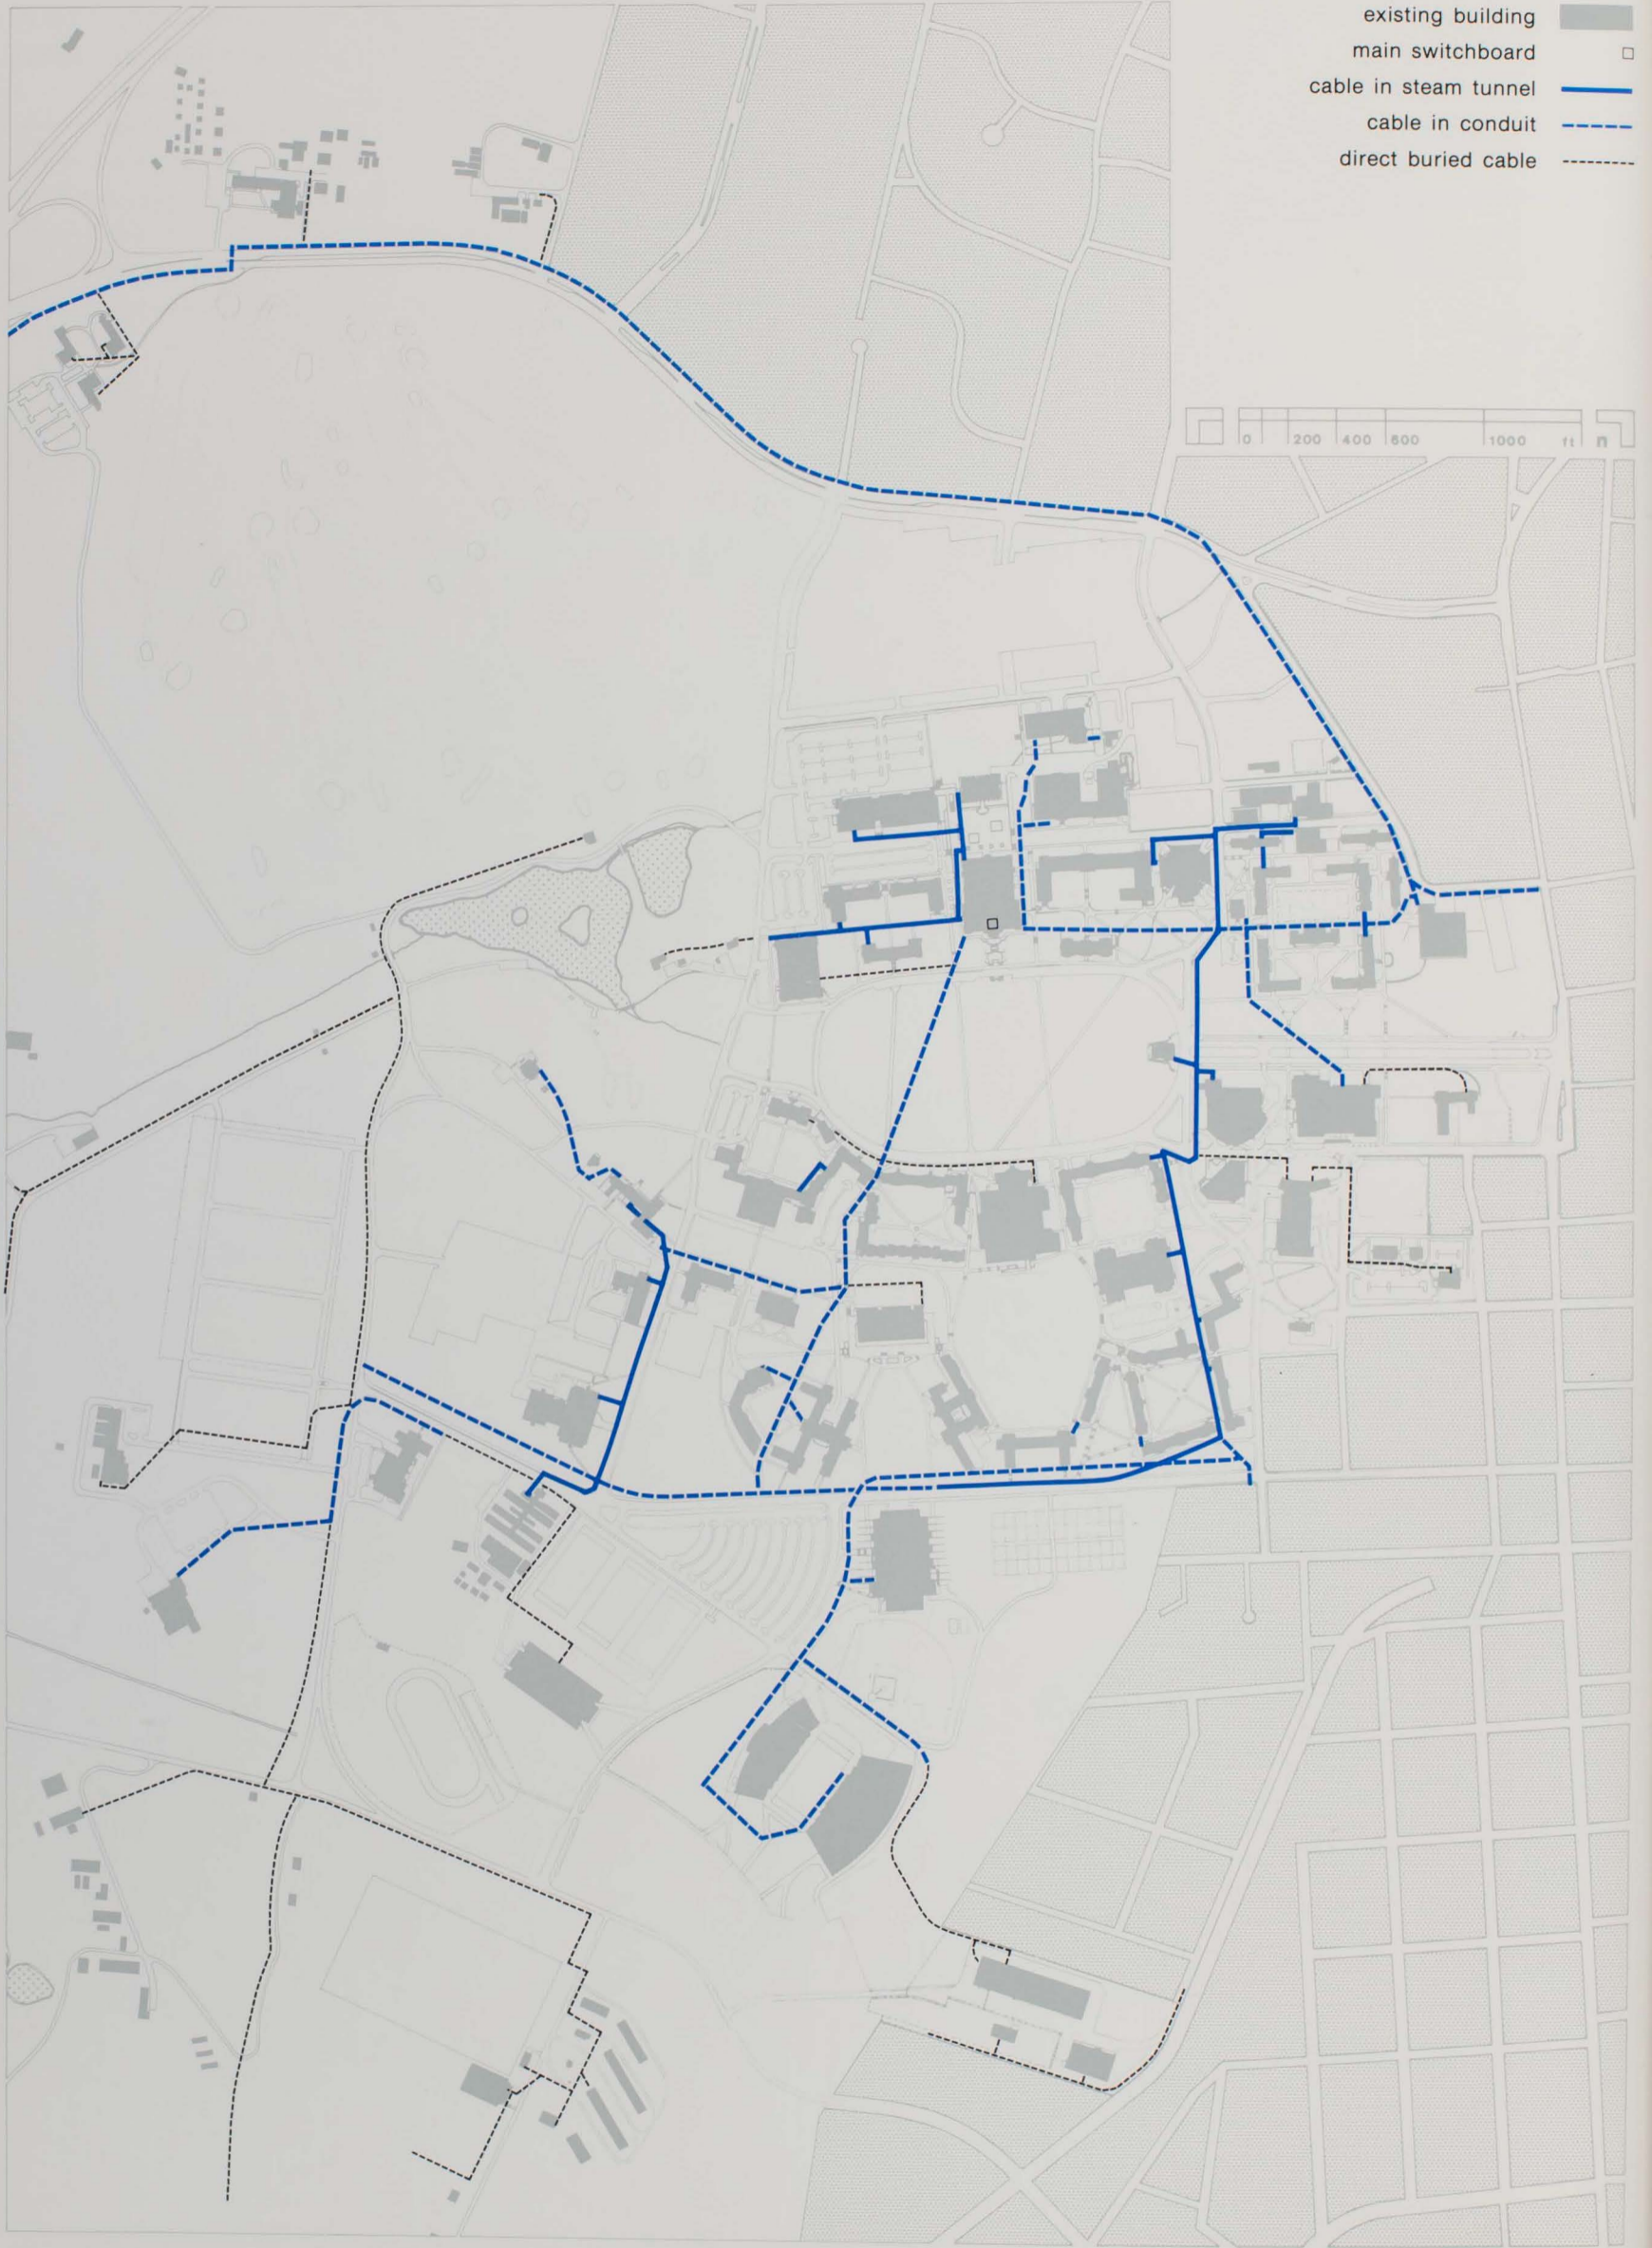 existing building
main switchboard
cable in steam tunnel
cable in conduit
direct buried cable
0 200 400 600 1000 ft n